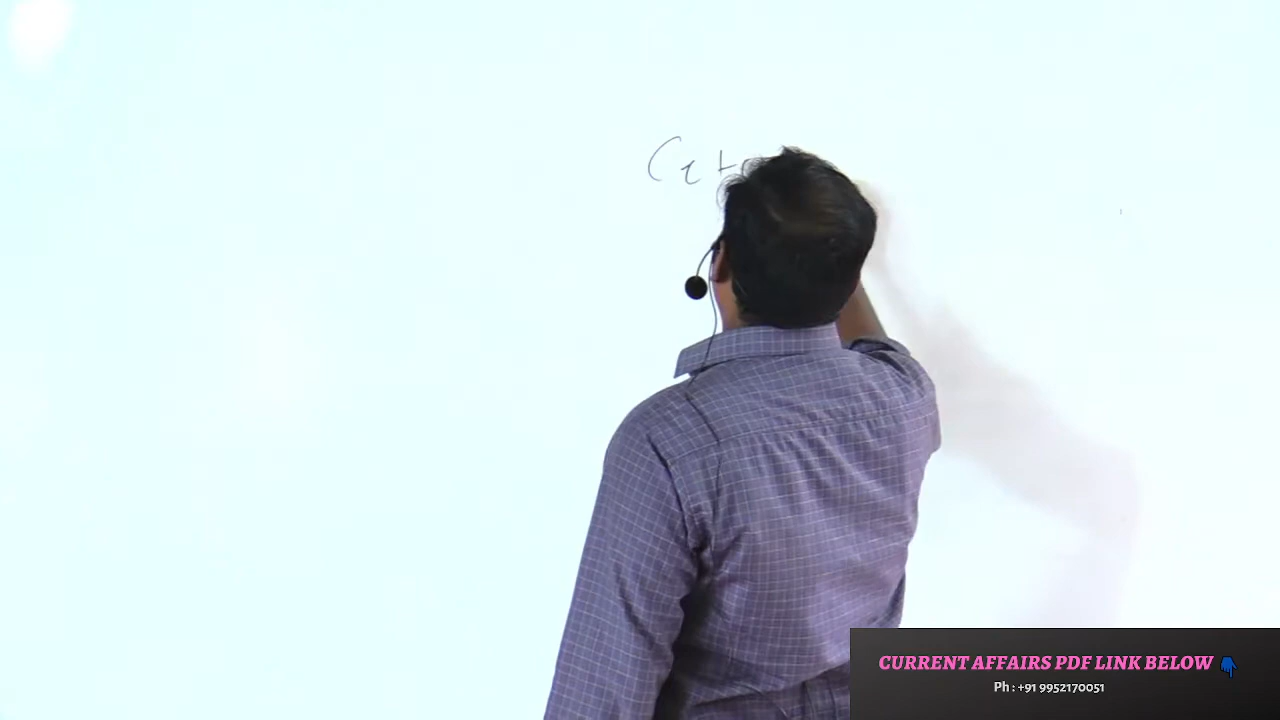 CURRENT AFFAIRS PDF LINK BELOW 👇
Ph : +91 9952170051